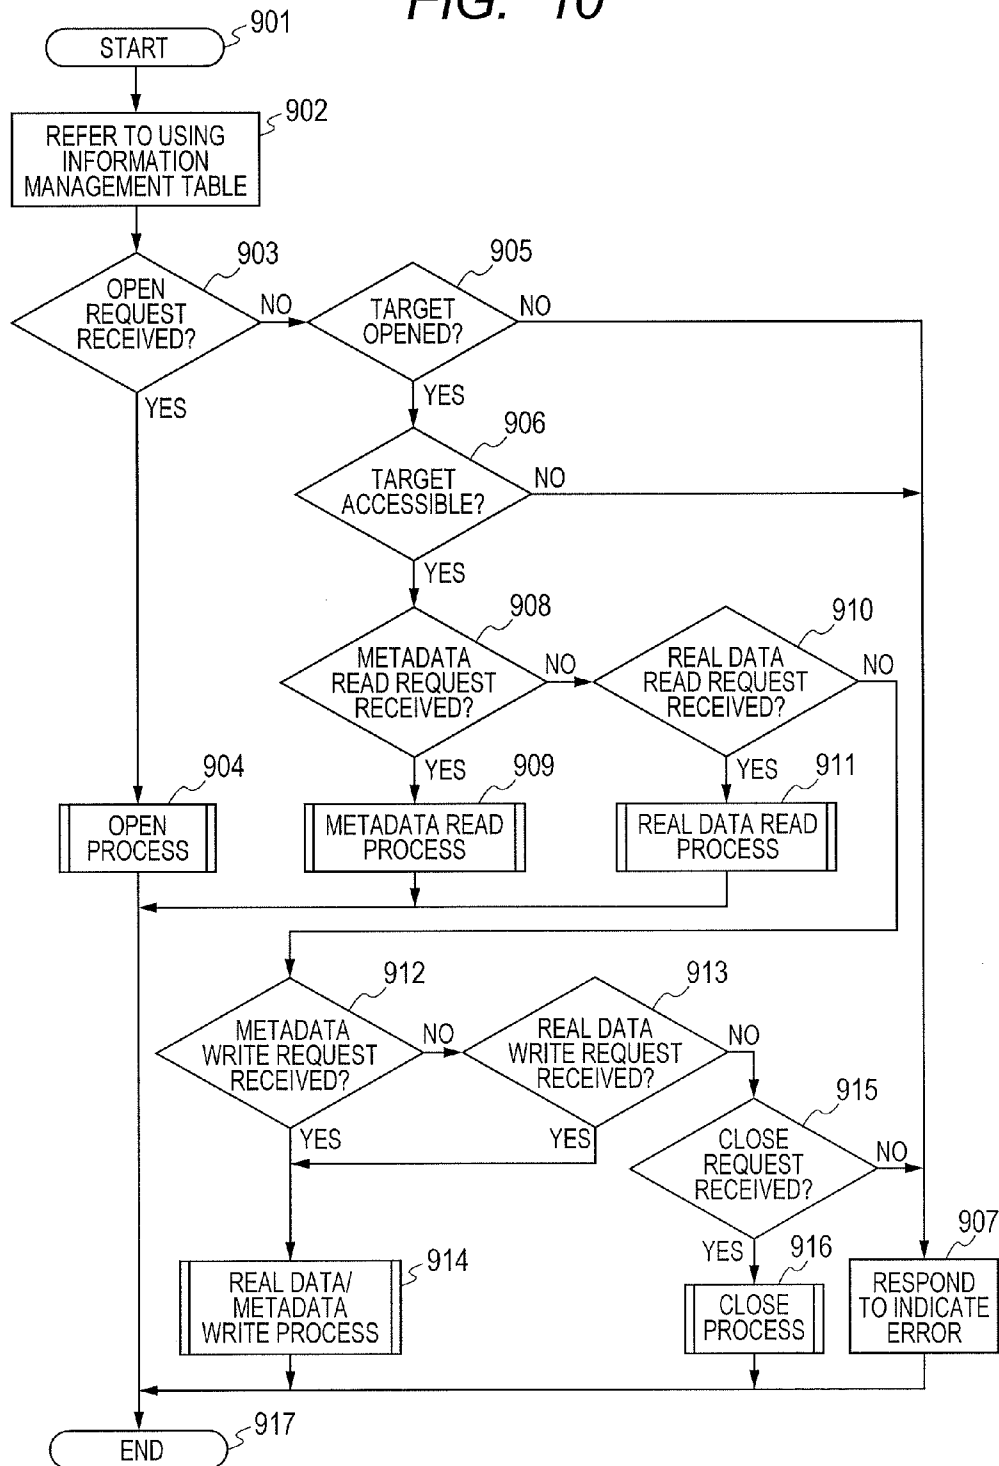 FIG. 10
START
901
REFER TO USING
INFORMATION
MANAGEMENT TABLE
902
OPEN
REQUEST
RECEIVED?
903
NO
YES
TARGET
OPENED?
905
NO
YES
TARGET
ACCESSIBLE?
906
NO
YES
METADATA
READ REQUEST
RECEIVED?
908
NO
YES
REAL DATA
READ REQUEST
RECEIVED?
910
NO
YES
OPEN
PROCESS
904
METADATA READ
PROCESS
909
REAL DATA READ
PROCESS
911
METADATA
WRITE REQUEST
RECEIVED?
912
NO
YES
REAL DATA
WRITE REQUEST
RECEIVED?
913
NO
YES
CLOSE
REQUEST
RECEIVED?
915
NO
YES
REAL DATA/
METADATA
WRITE PROCESS
914
CLOSE
PROCESS
916
RESPOND
TO INDICATE
ERROR
907
END
917